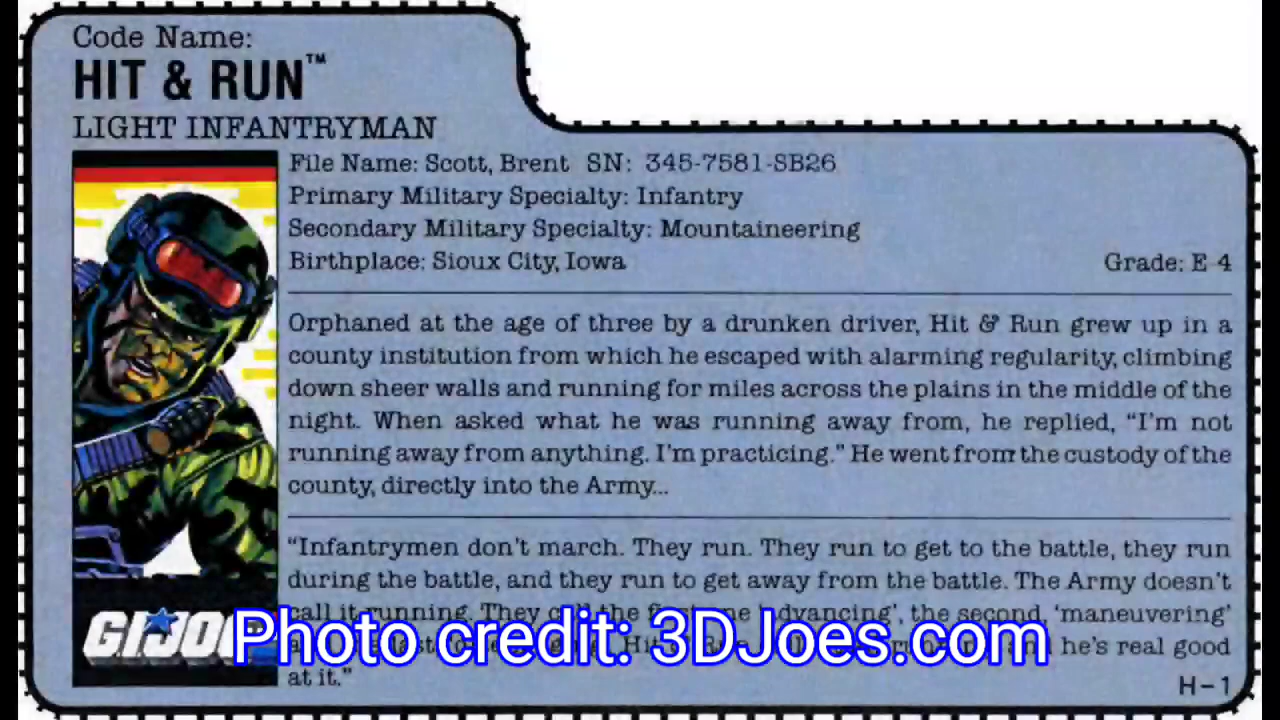 Code Name:
HIT & RUN™
LIGHT INFANTRYMAN
File Name: Scott, Brent SN: 345-7581-SB26
Primary Military Specialty: Infantry
Secondary Military Specialty: Mountaineering
Birthplace: Sioux City, Iowa Grade: E-4
Orphaned at the age of three by a drunken driver, Hit & Run grew up in a
county institution from which he escaped with alarming regularity, climbing
down sheer walls and running for miles across the plains in the middle of the
night. When asked what he was running away from, he replied, “I'm not
running away from anything. I'm practicing.” He went from the custody of the
county, directly into the Army...
“Infantrymen don't march. They run. They run to get to the battle, they run
during the battle, and they run to get away from the battle. The Army doesn't
call it running. They call the first one 'advancing', the second, 'maneuvering'
Hit he's real good
at it.”
GI JOE
Photo credit: 3DJoes.com
H-1